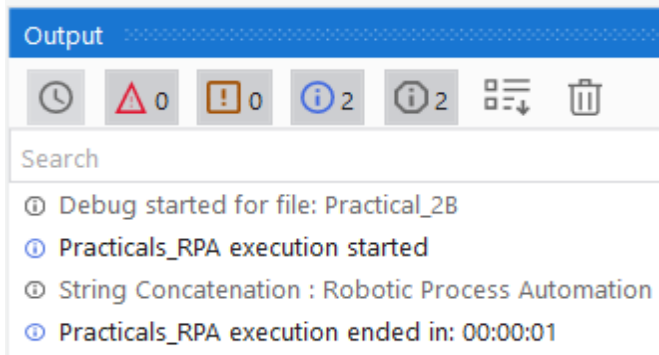 Output
0 0 2 2
Search
Debug started for file: Practical_2B
Practicals_RPA execution started
String Concatenation : Robotic Process Automation
Practicals_RPA execution ended in: 00:00:01